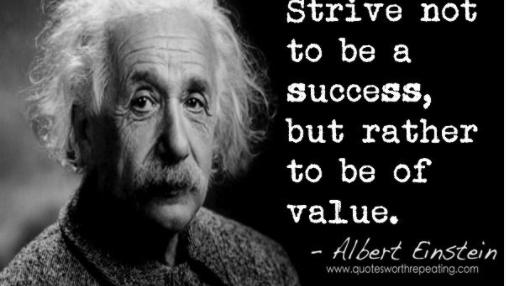 Strive not
to be a
success,
but rather
to be of
value.
- Albert Einstein
www.quotesworthrepeating.com